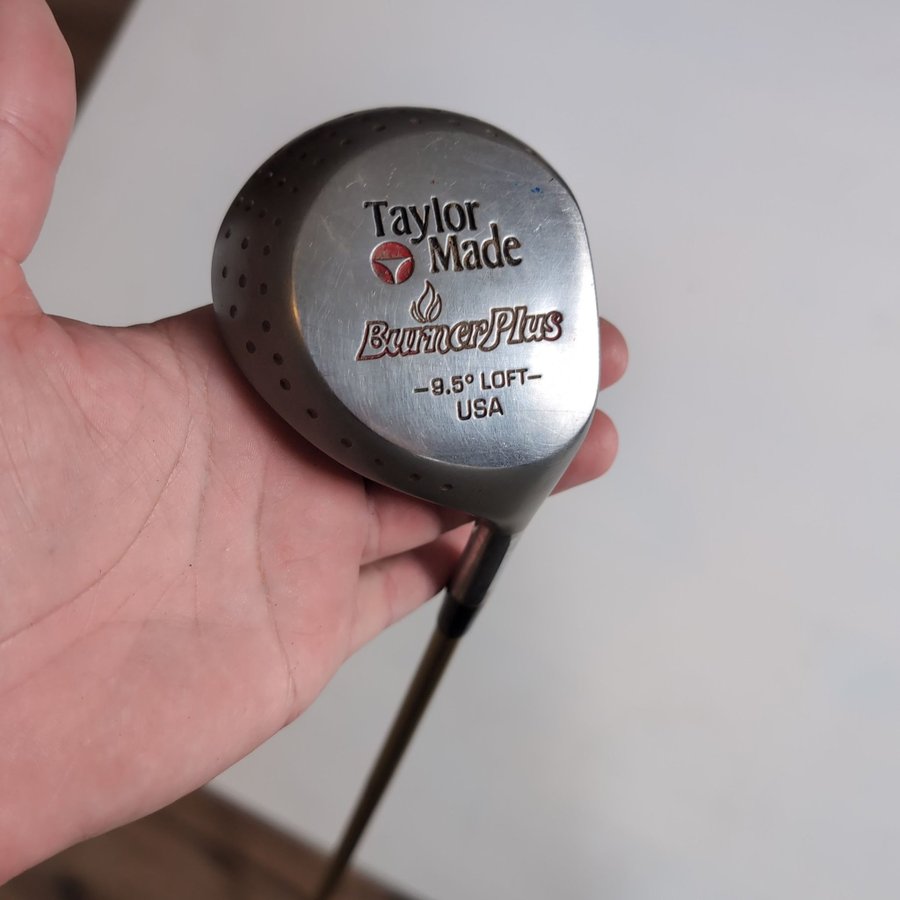 Taylor
Made
BurnerPlus
-9.5° LOFT-
USA